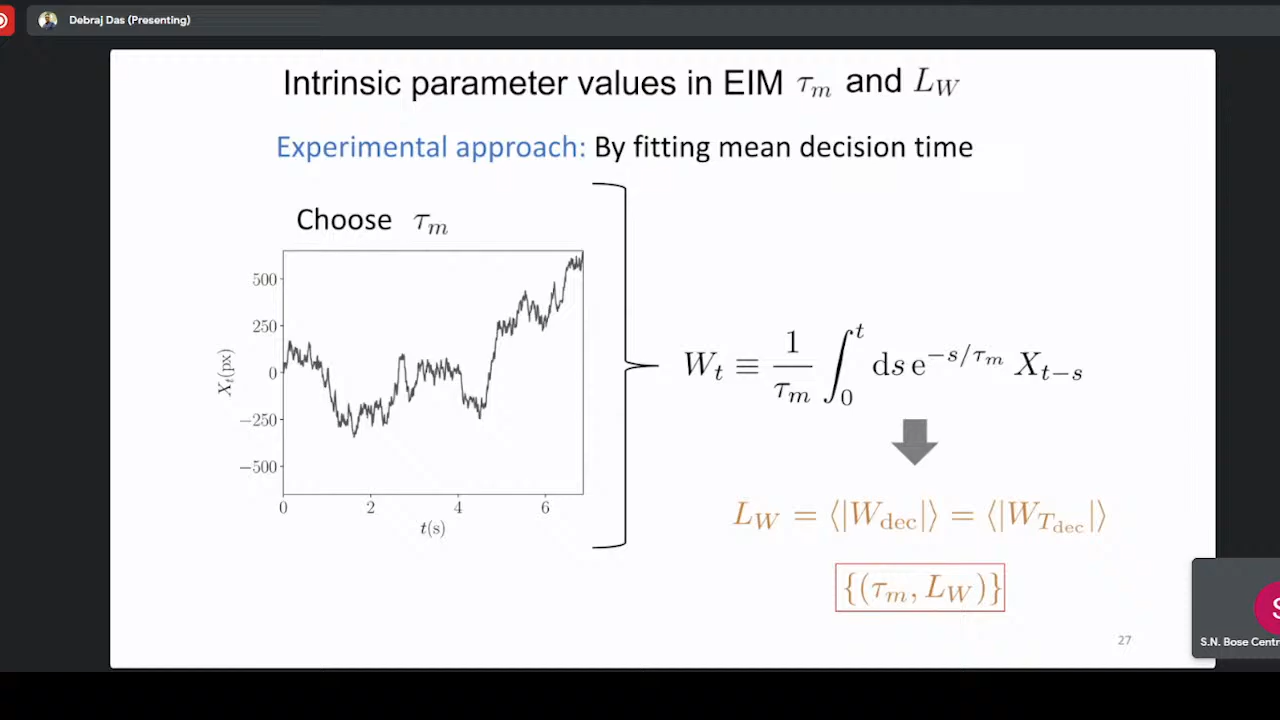 Debraj Das (Presenting)
Intrinsic parameter values in EIM τ_m and L_W
Experimental approach: By fitting mean decision time
Choose τ_m
500
250
0
−250
−500
X_t(px)
0 2 4 6
t(s)
W_t ≡ 1/τ_m ∫_0^t ds e^{−s/τ_m} X_{t−s}
L_W = ⟨|W_dec|⟩ = ⟨|W_{T_dec}|⟩
{(τ_m, L_W)}
27
S
S.N. Bose Centr